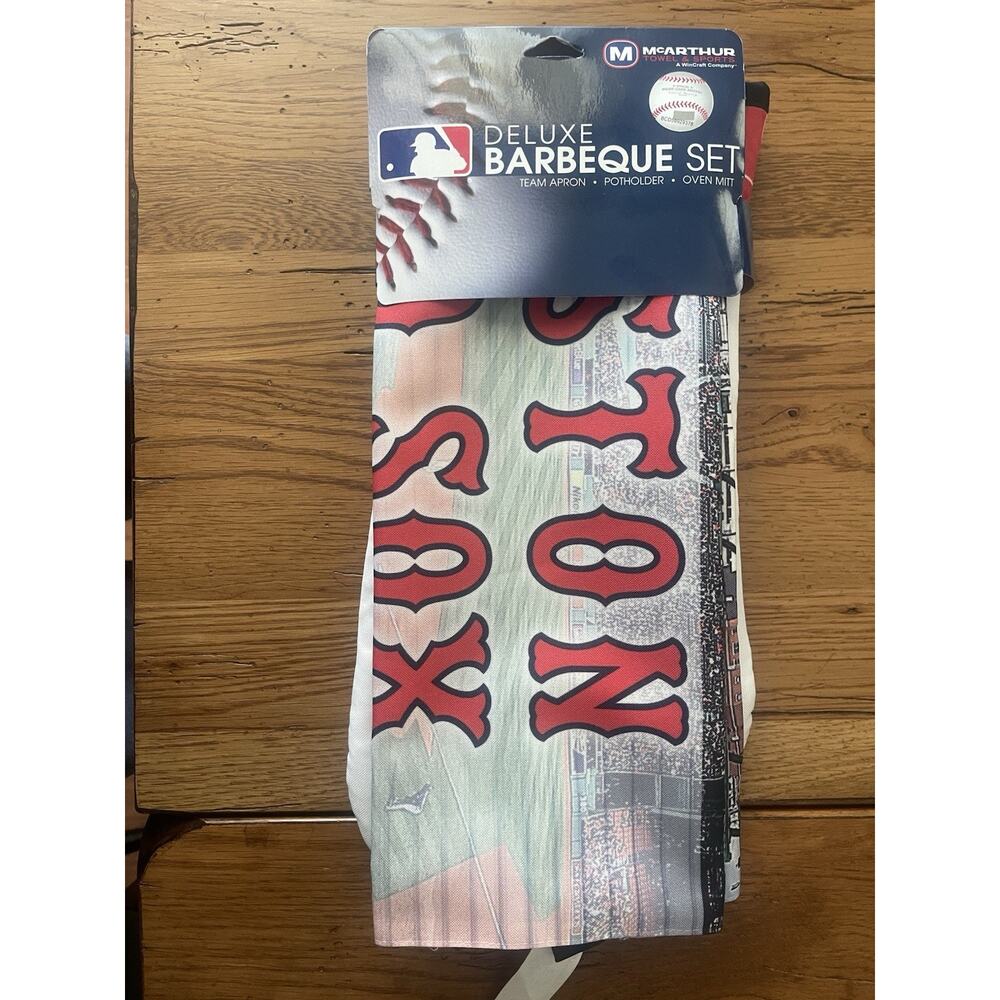 M
McARTHUR
TOWEL & SPORTS
A WinCraft Company
DELUXE
BARBEQUE SET
TEAM APRON • POTHOLDER • OVEN MITT
STON
SOX